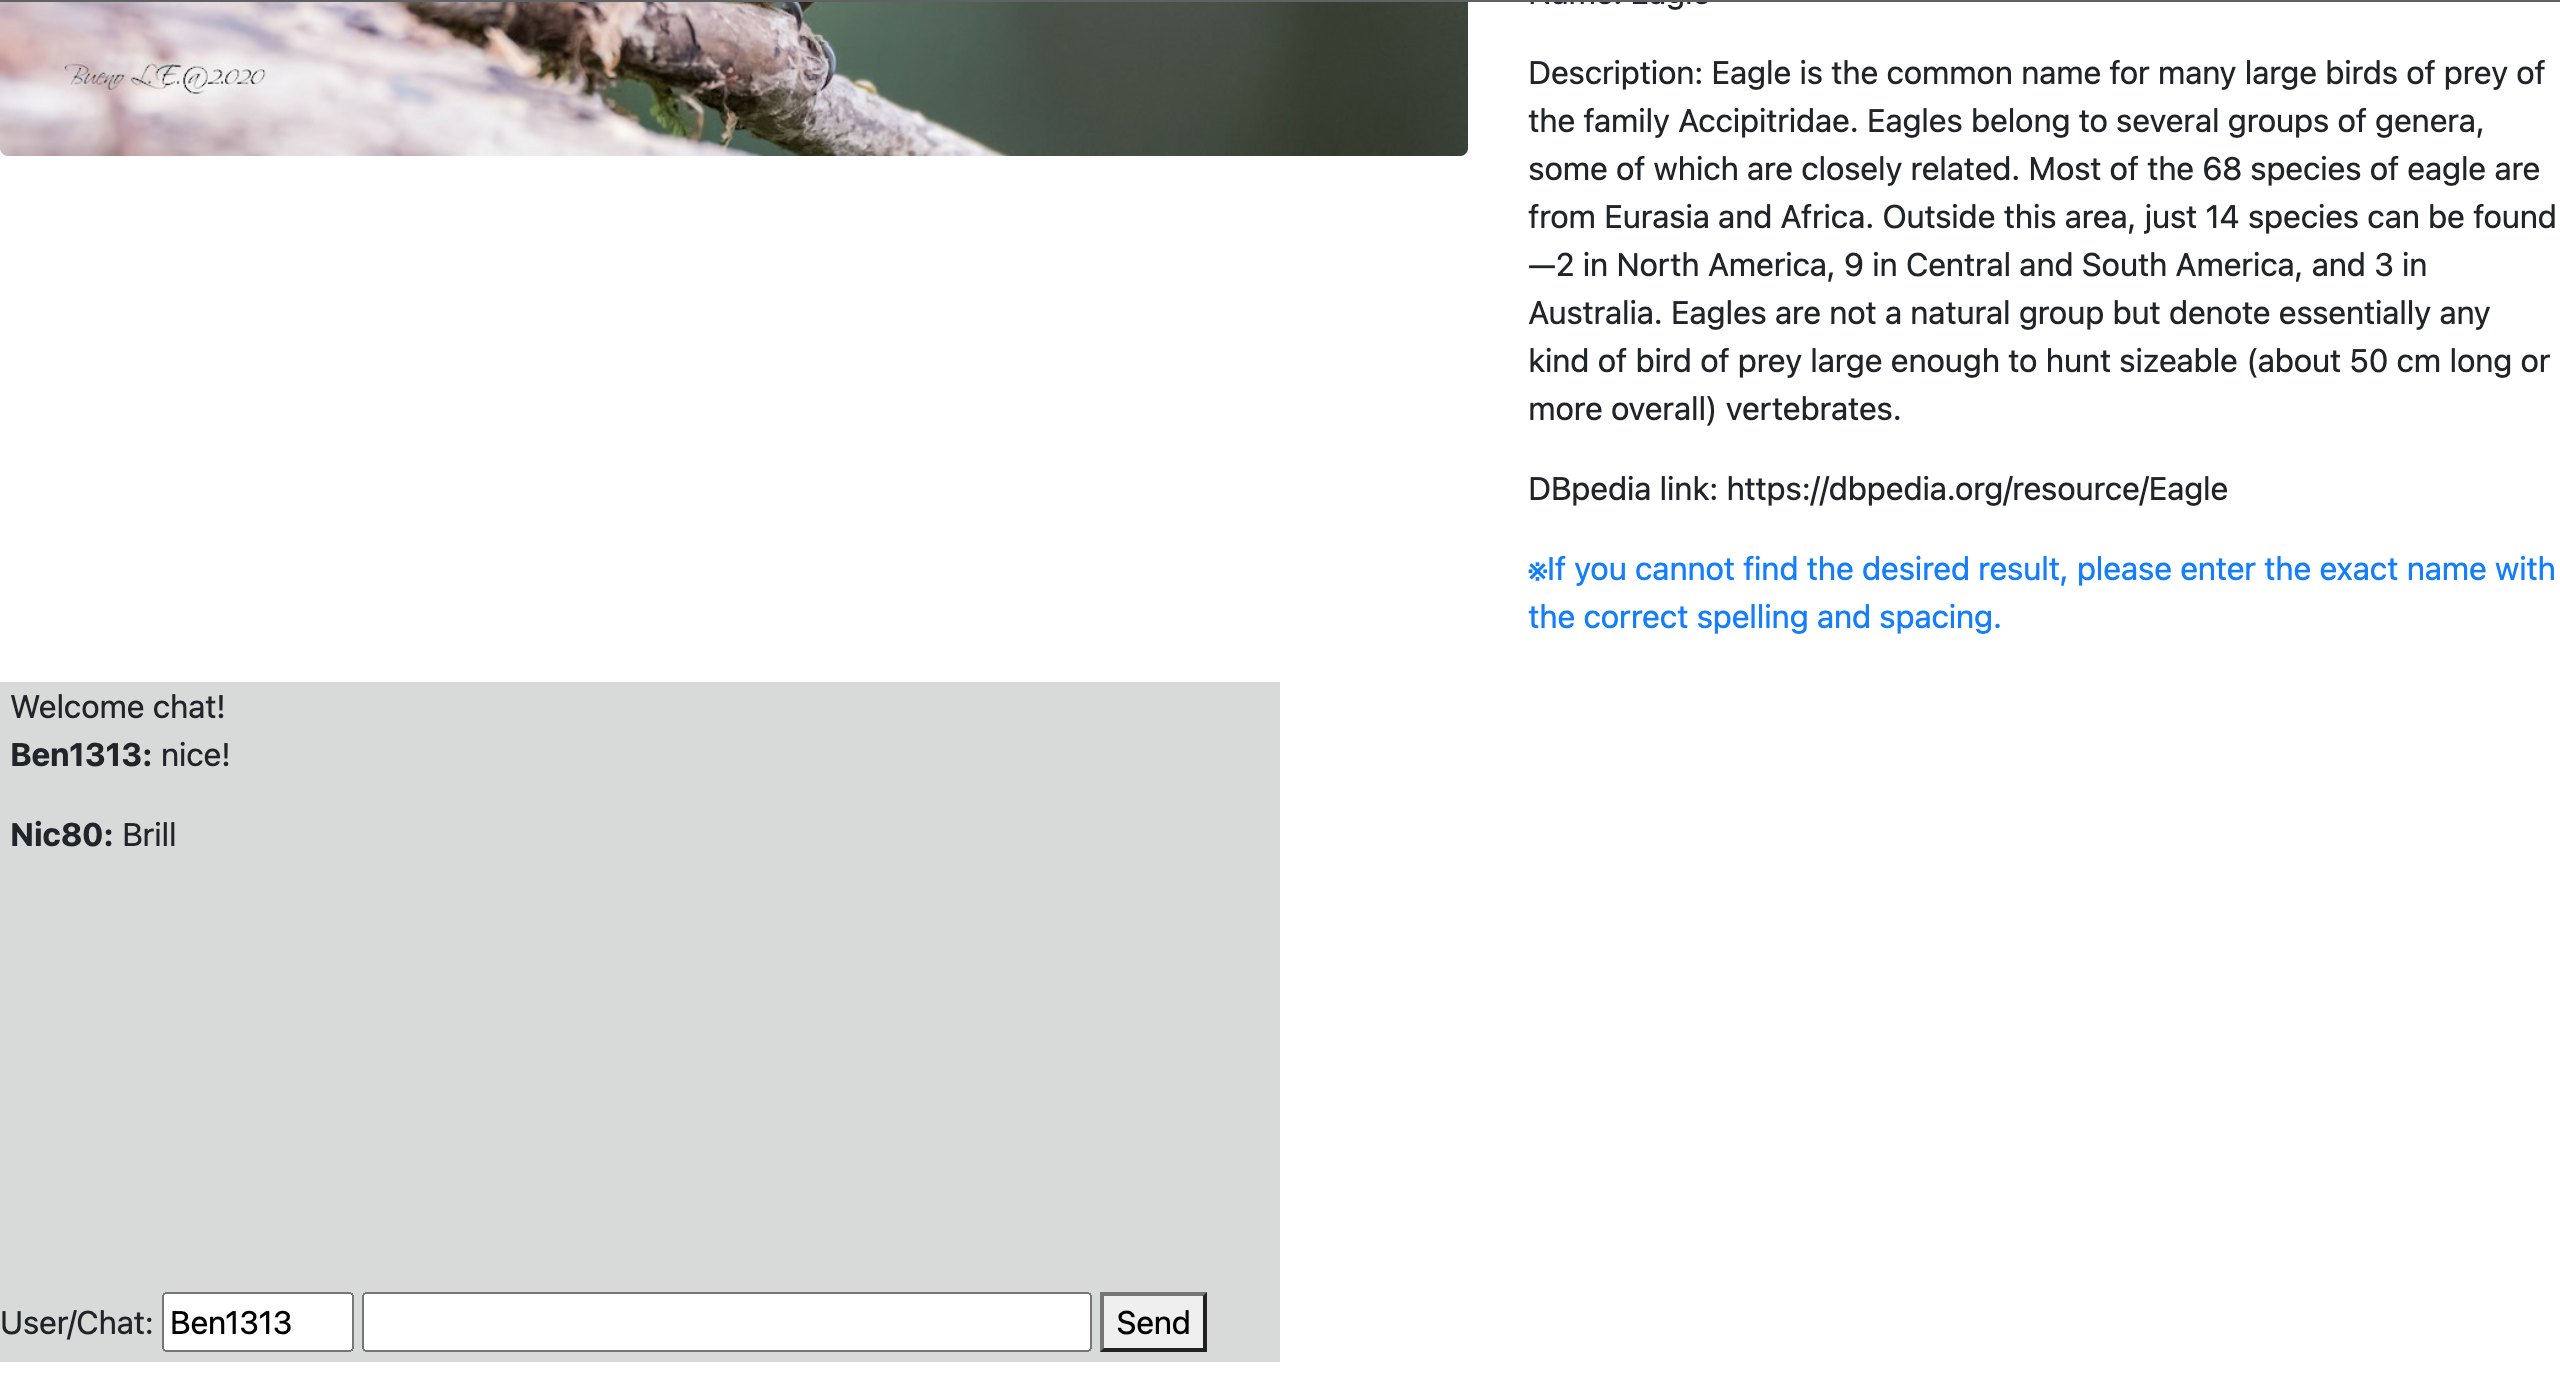 Bueno L.E.@2020
Name: Eagle
Description: Eagle is the common name for many large birds of prey of
the family Accipitridae. Eagles belong to several groups of genera,
some of which are closely related. Most of the 68 species of eagle are
from Eurasia and Africa. Outside this area, just 14 species can be found
—2 in North America, 9 in Central and South America, and 3 in
Australia. Eagles are not a natural group but denote essentially any
kind of bird of prey large enough to hunt sizeable (about 50 cm long or
more overall) vertebrates.
DBpedia link: https://dbpedia.org/resource/Eagle
※If you cannot find the desired result, please enter the exact name with
the correct spelling and spacing.
Welcome chat!
Ben1313: nice!
Nic80: Brill
User/Chat: Ben1313 Send